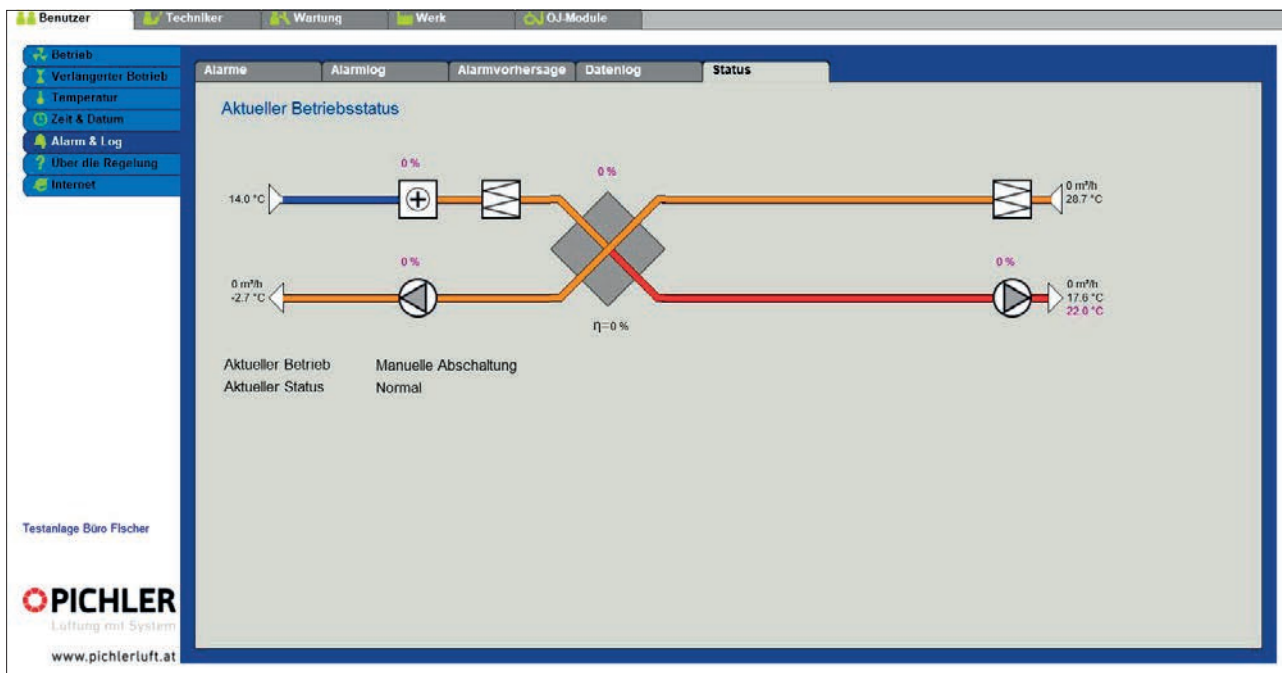 Benutzer
Techniker
Wartung
Werk
OJ-Module
Betrieb
Verlängerter Betrieb
Temperatur
Zeit & Datum
Alarm & Log
Über die Regelung
Internet
Alarme
Alarmlog
Alarmvorhersage
Datenlog
Status
Aktueller Betriebsstatus
0 %
0 %
14.0 °C
0 m³/h
28.7 °C
0 %
0 %
0 m³/h
-2.7 °C
0 m³/h
17.6 °C
22.0 °C
η=0 %
Aktueller Betrieb Manuelle Abschaltung
Aktueller Status Normal
Testanlage Büro Fischer
PICHLER
Lüftung mit System
www.pichlerluft.at